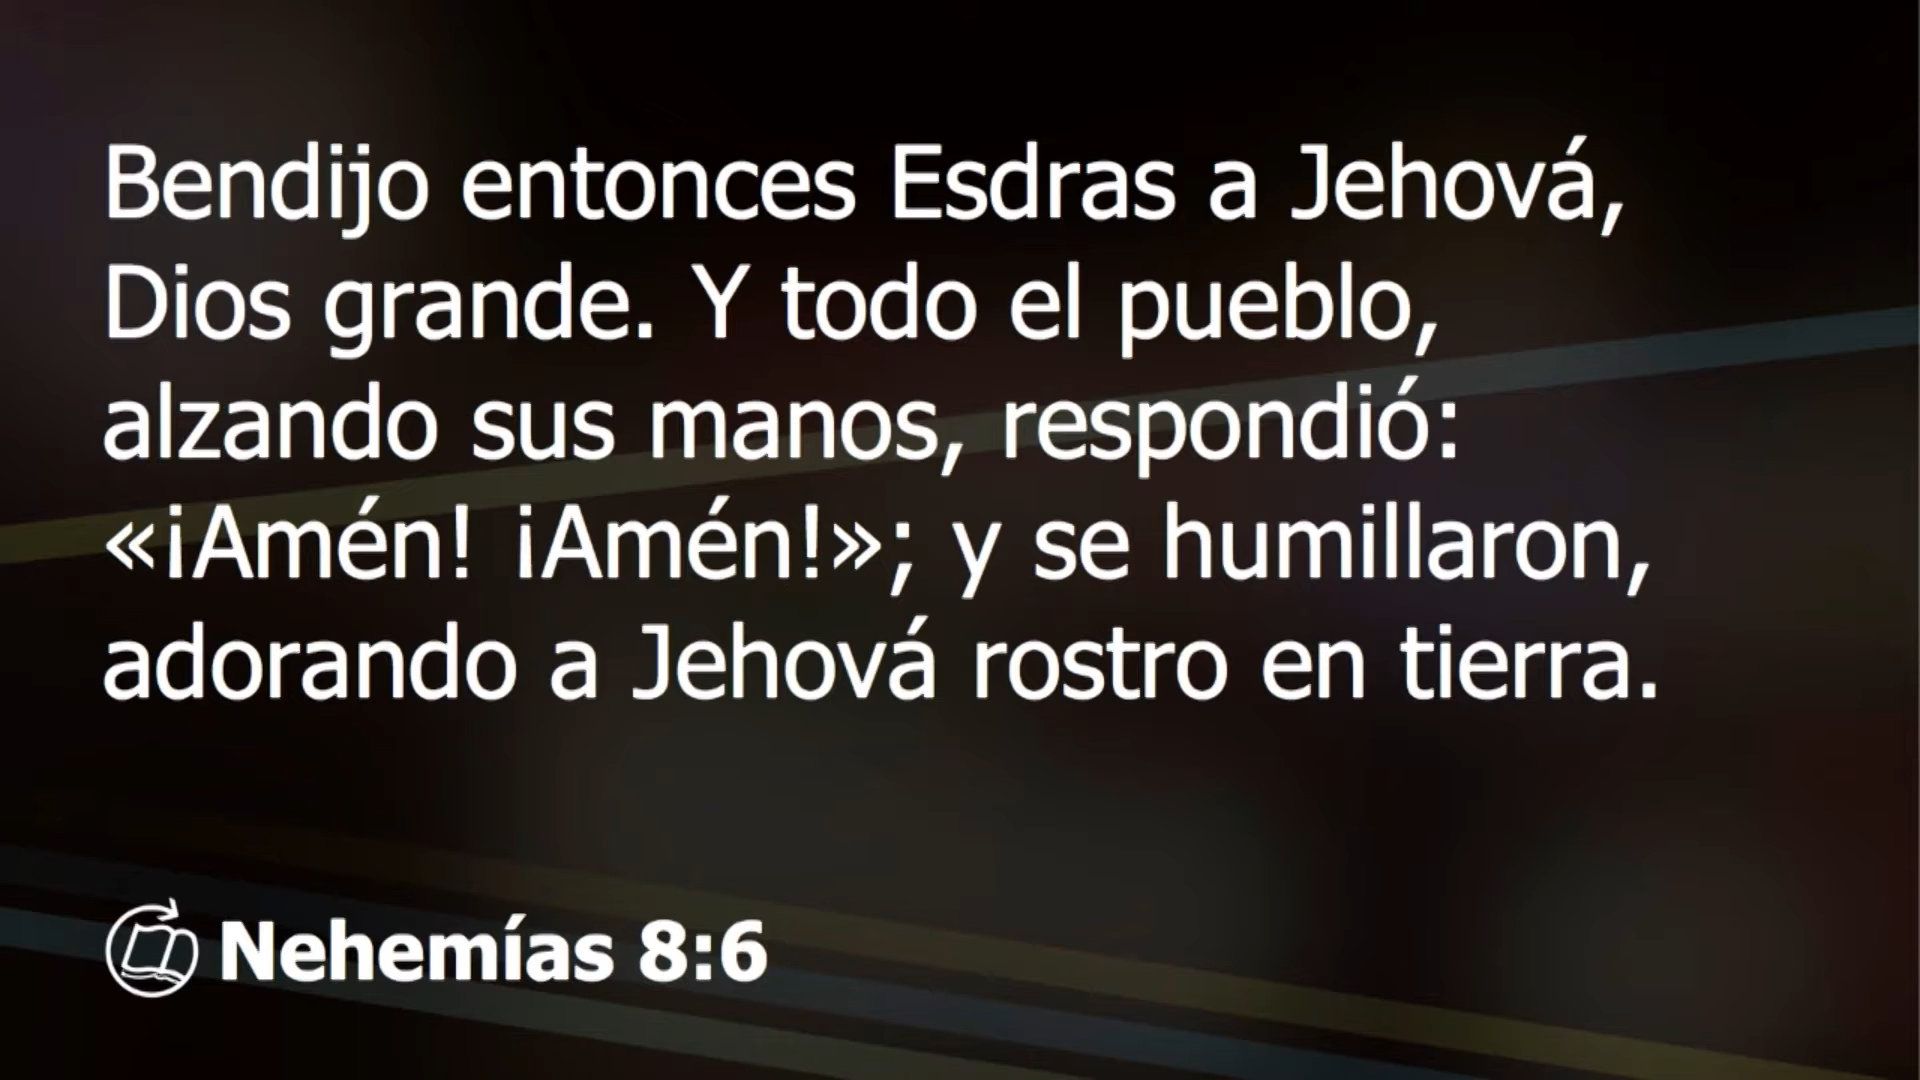 Bendijo entonces Esdras a Jehová,
Dios grande. Y todo el pueblo,
alzando sus manos, respondió:
«¡Amén! ¡Amén!»; y se humillaron,
adorando a Jehová rostro en tierra.
Nehemías 8:6